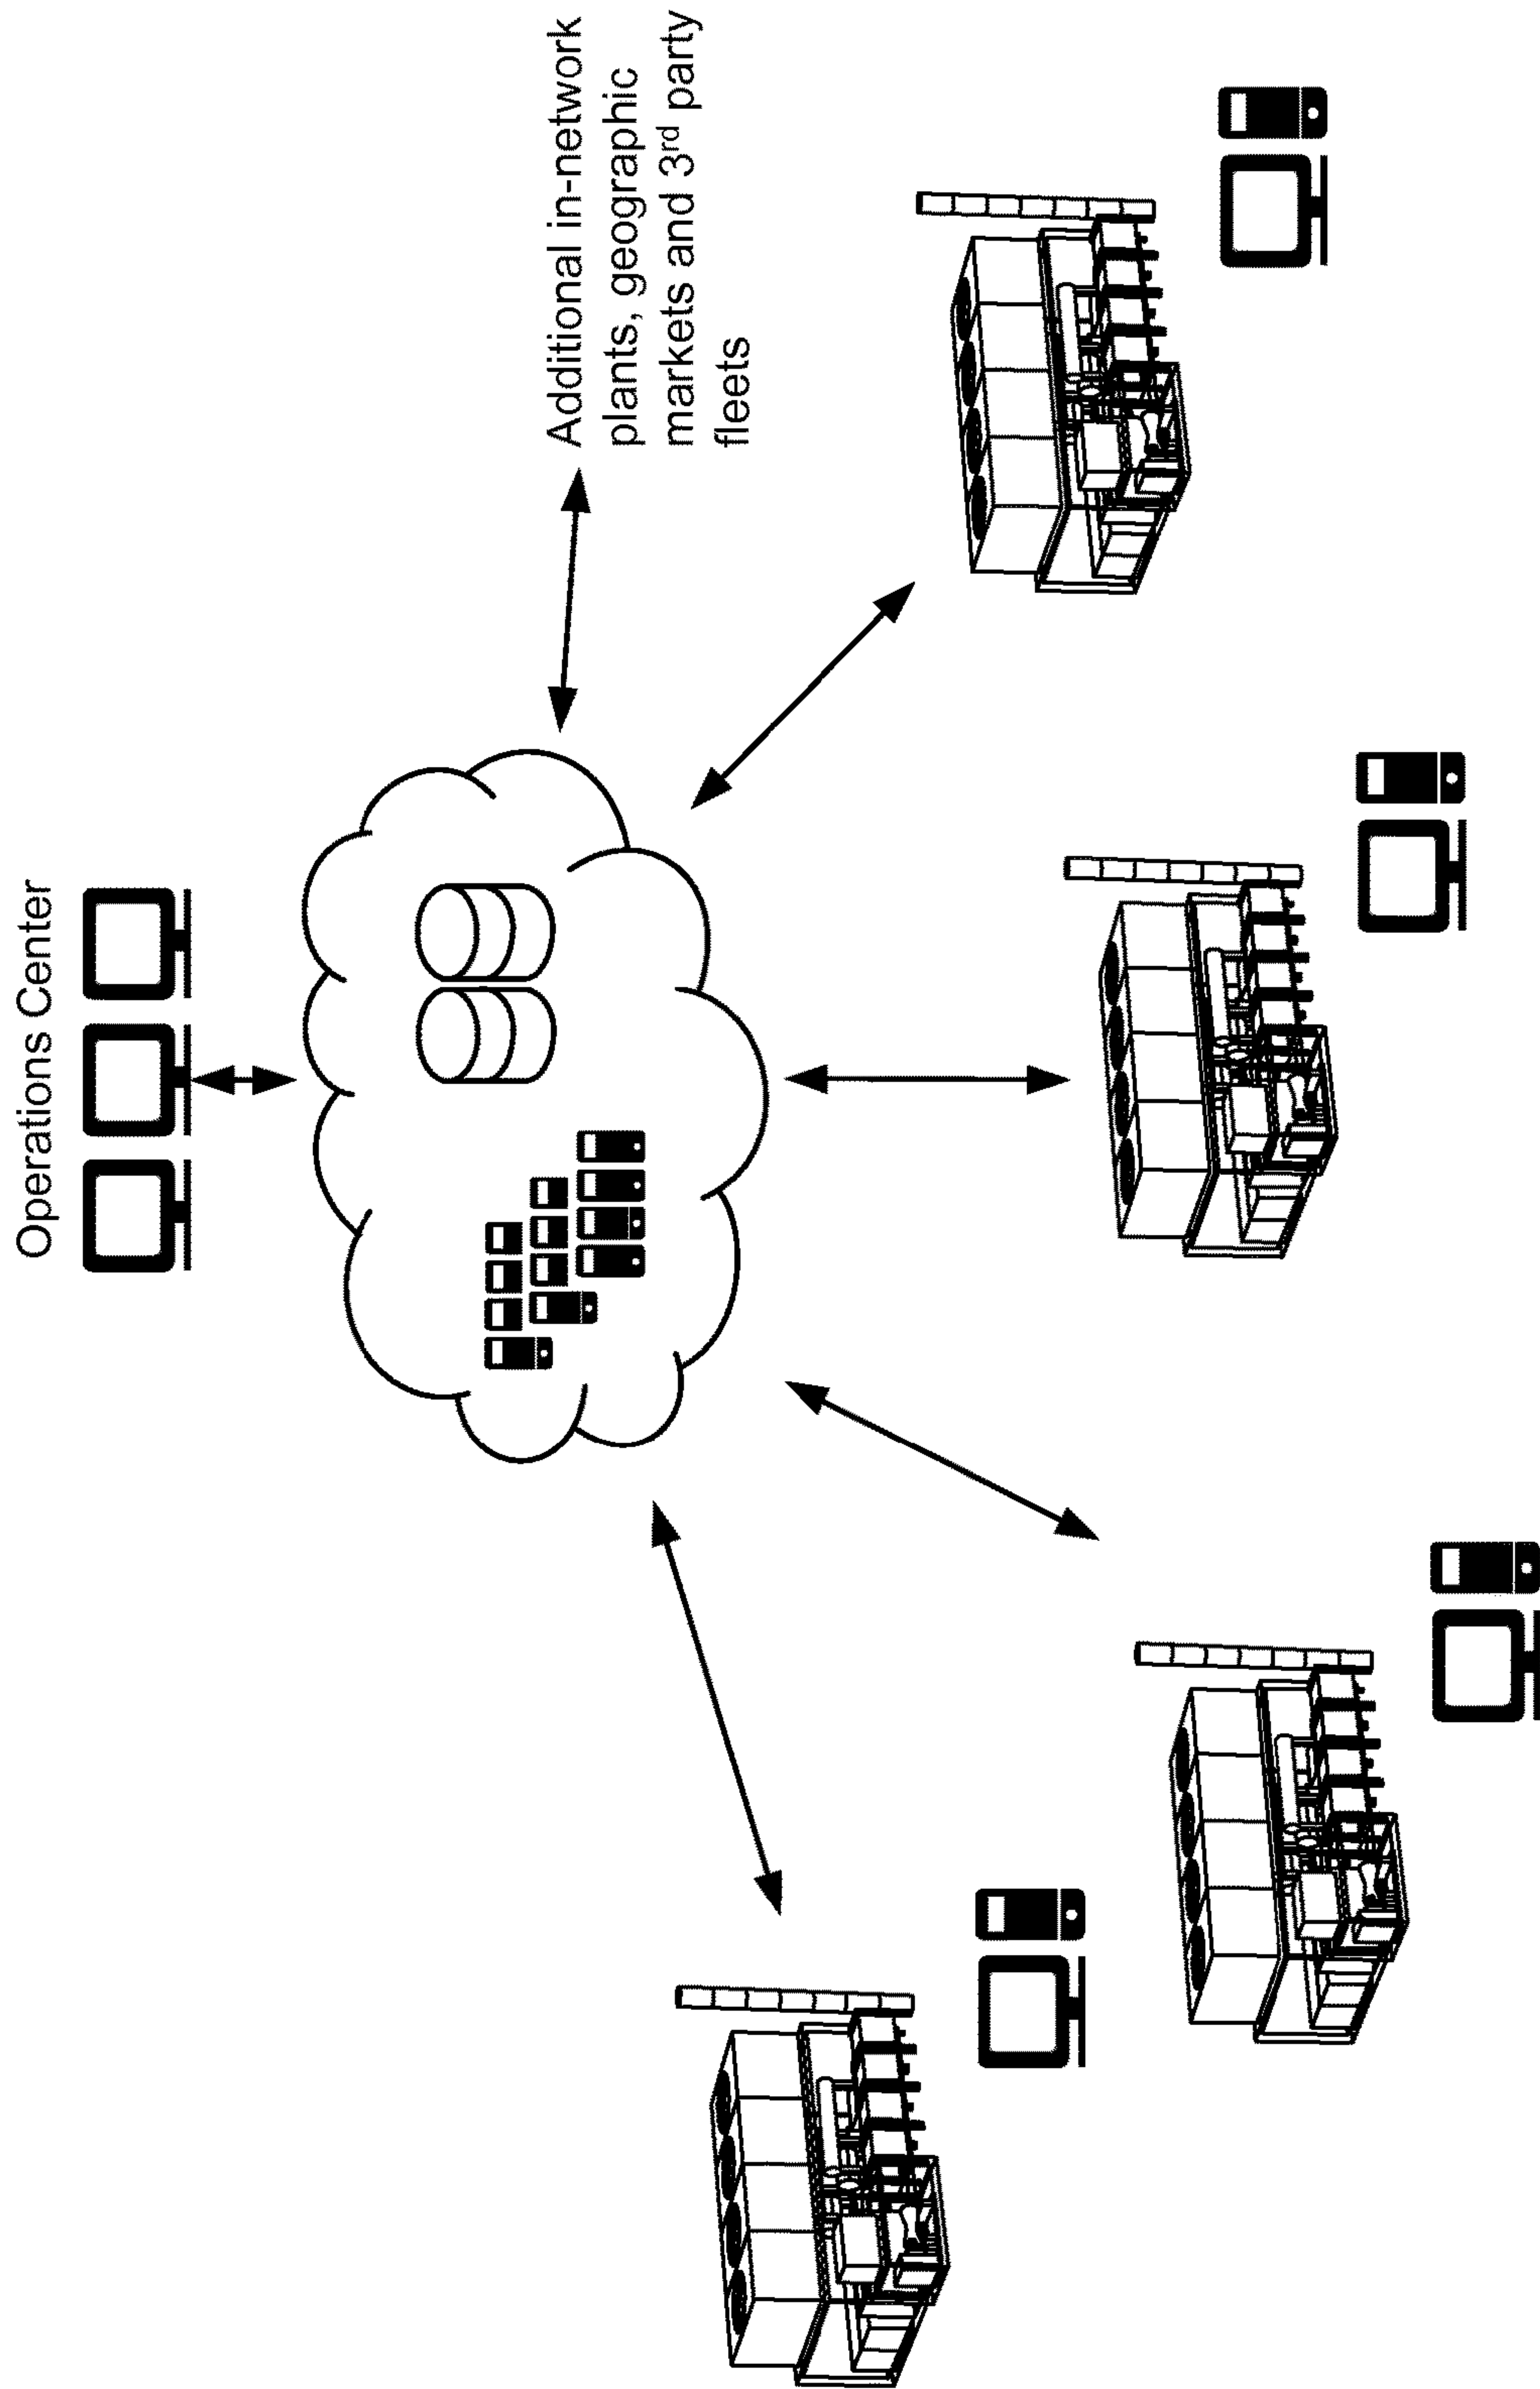 Operations Center
Additional in-network
plants, geographic
markets and 3rd party
fleets